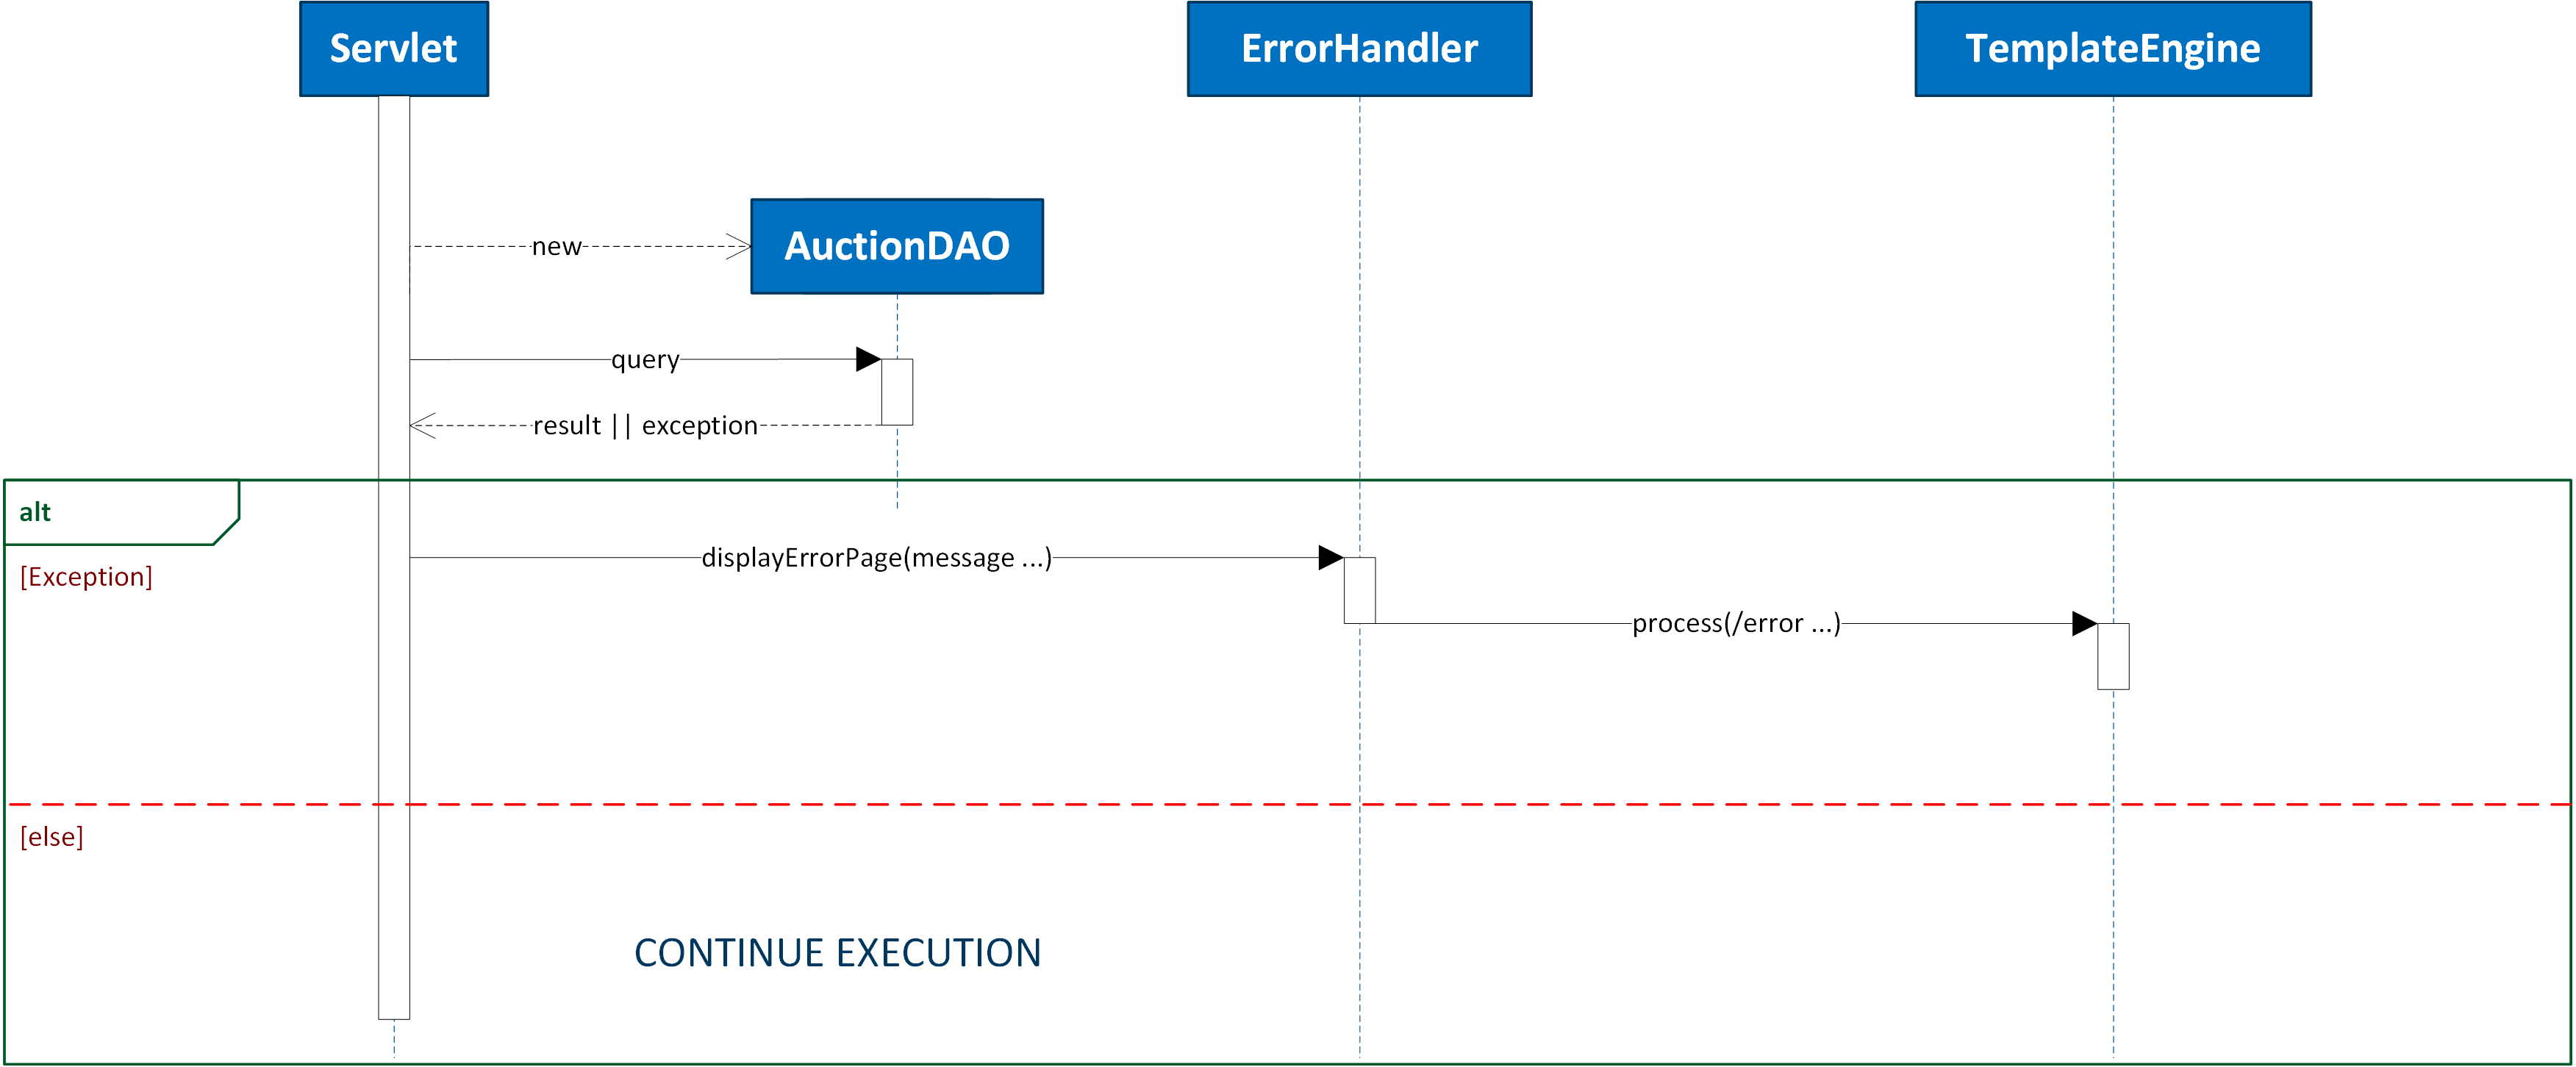 Servlet
ErrorHandler
TemplateEngine
new
AuctionDAO
query
result || exception
alt
displayErrorPage(message ...)
[Exception]
process(/error ...)
[else]
CONTINUE EXECUTION